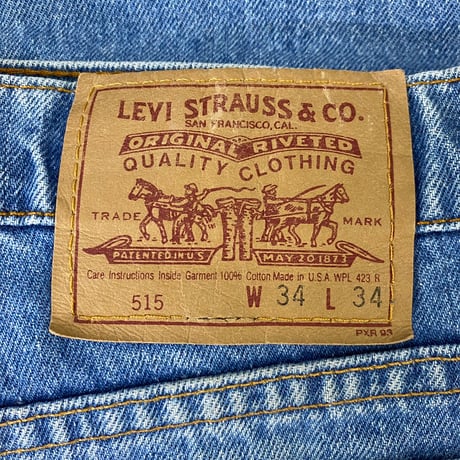 LEVI STRAUSS & CO.
SAN FRANCISCO, CAL.
ORIGINAL RIVETED
QUALITY CLOTHING
TRADE MARK
PATENTED IN U.S. MAY 20 1873
Care Instructions Inside Garment 100% Cotton Made in U.S.A. WPL 423 R
515 W 34 L 34
PXR 93